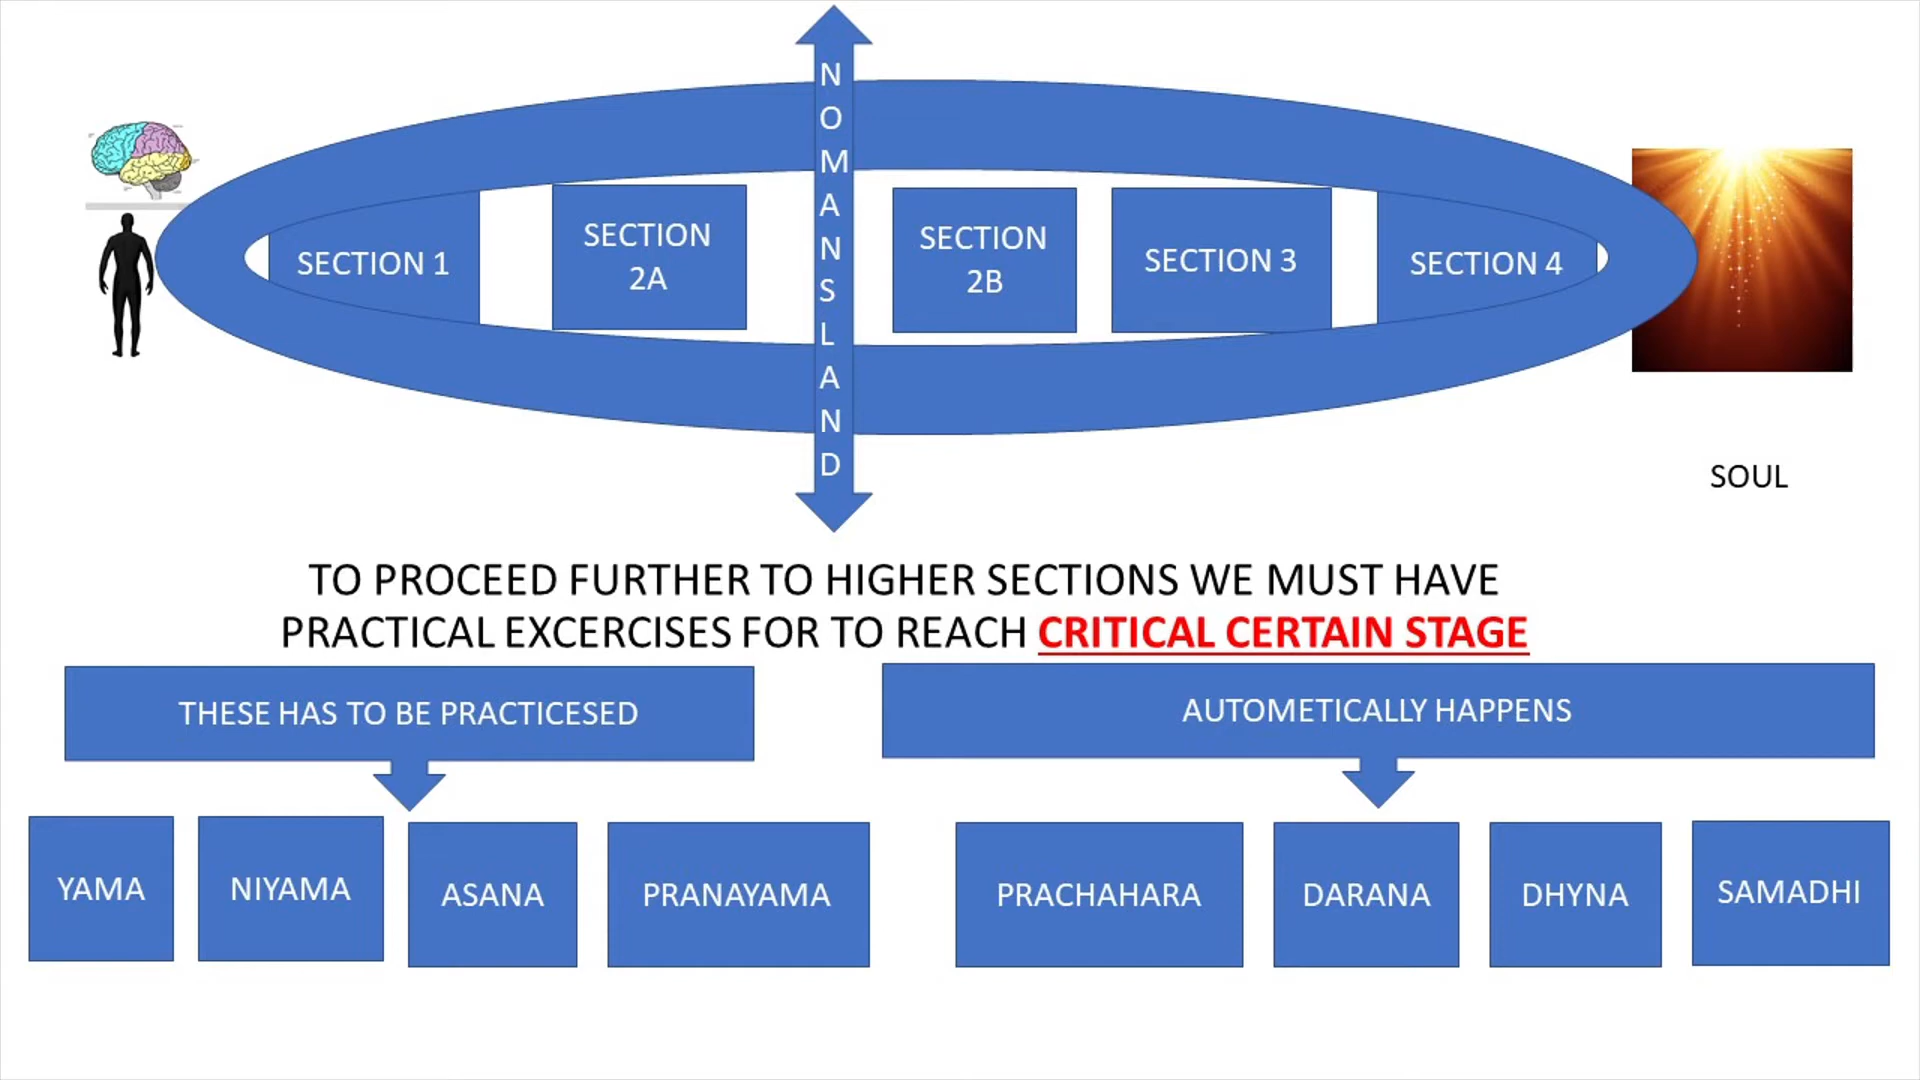 NOMANSLAND
SECTION 1
SECTION
2A
SECTION
2B
SECTION 3
SECTION 4
SOUL
TO PROCEED FURTHER TO HIGHER SECTIONS WE MUST HAVE
PRACTICAL EXCERCISES FOR TO REACH CRITICAL CERTAIN STAGE
THESE HAS TO BE PRACTICESED
AUTOMETICALLY HAPPENS
YAMA
NIYAMA
ASANA
PRANAYAMA
PRACHAHARA
DARANA
DHYNA
SAMADHI